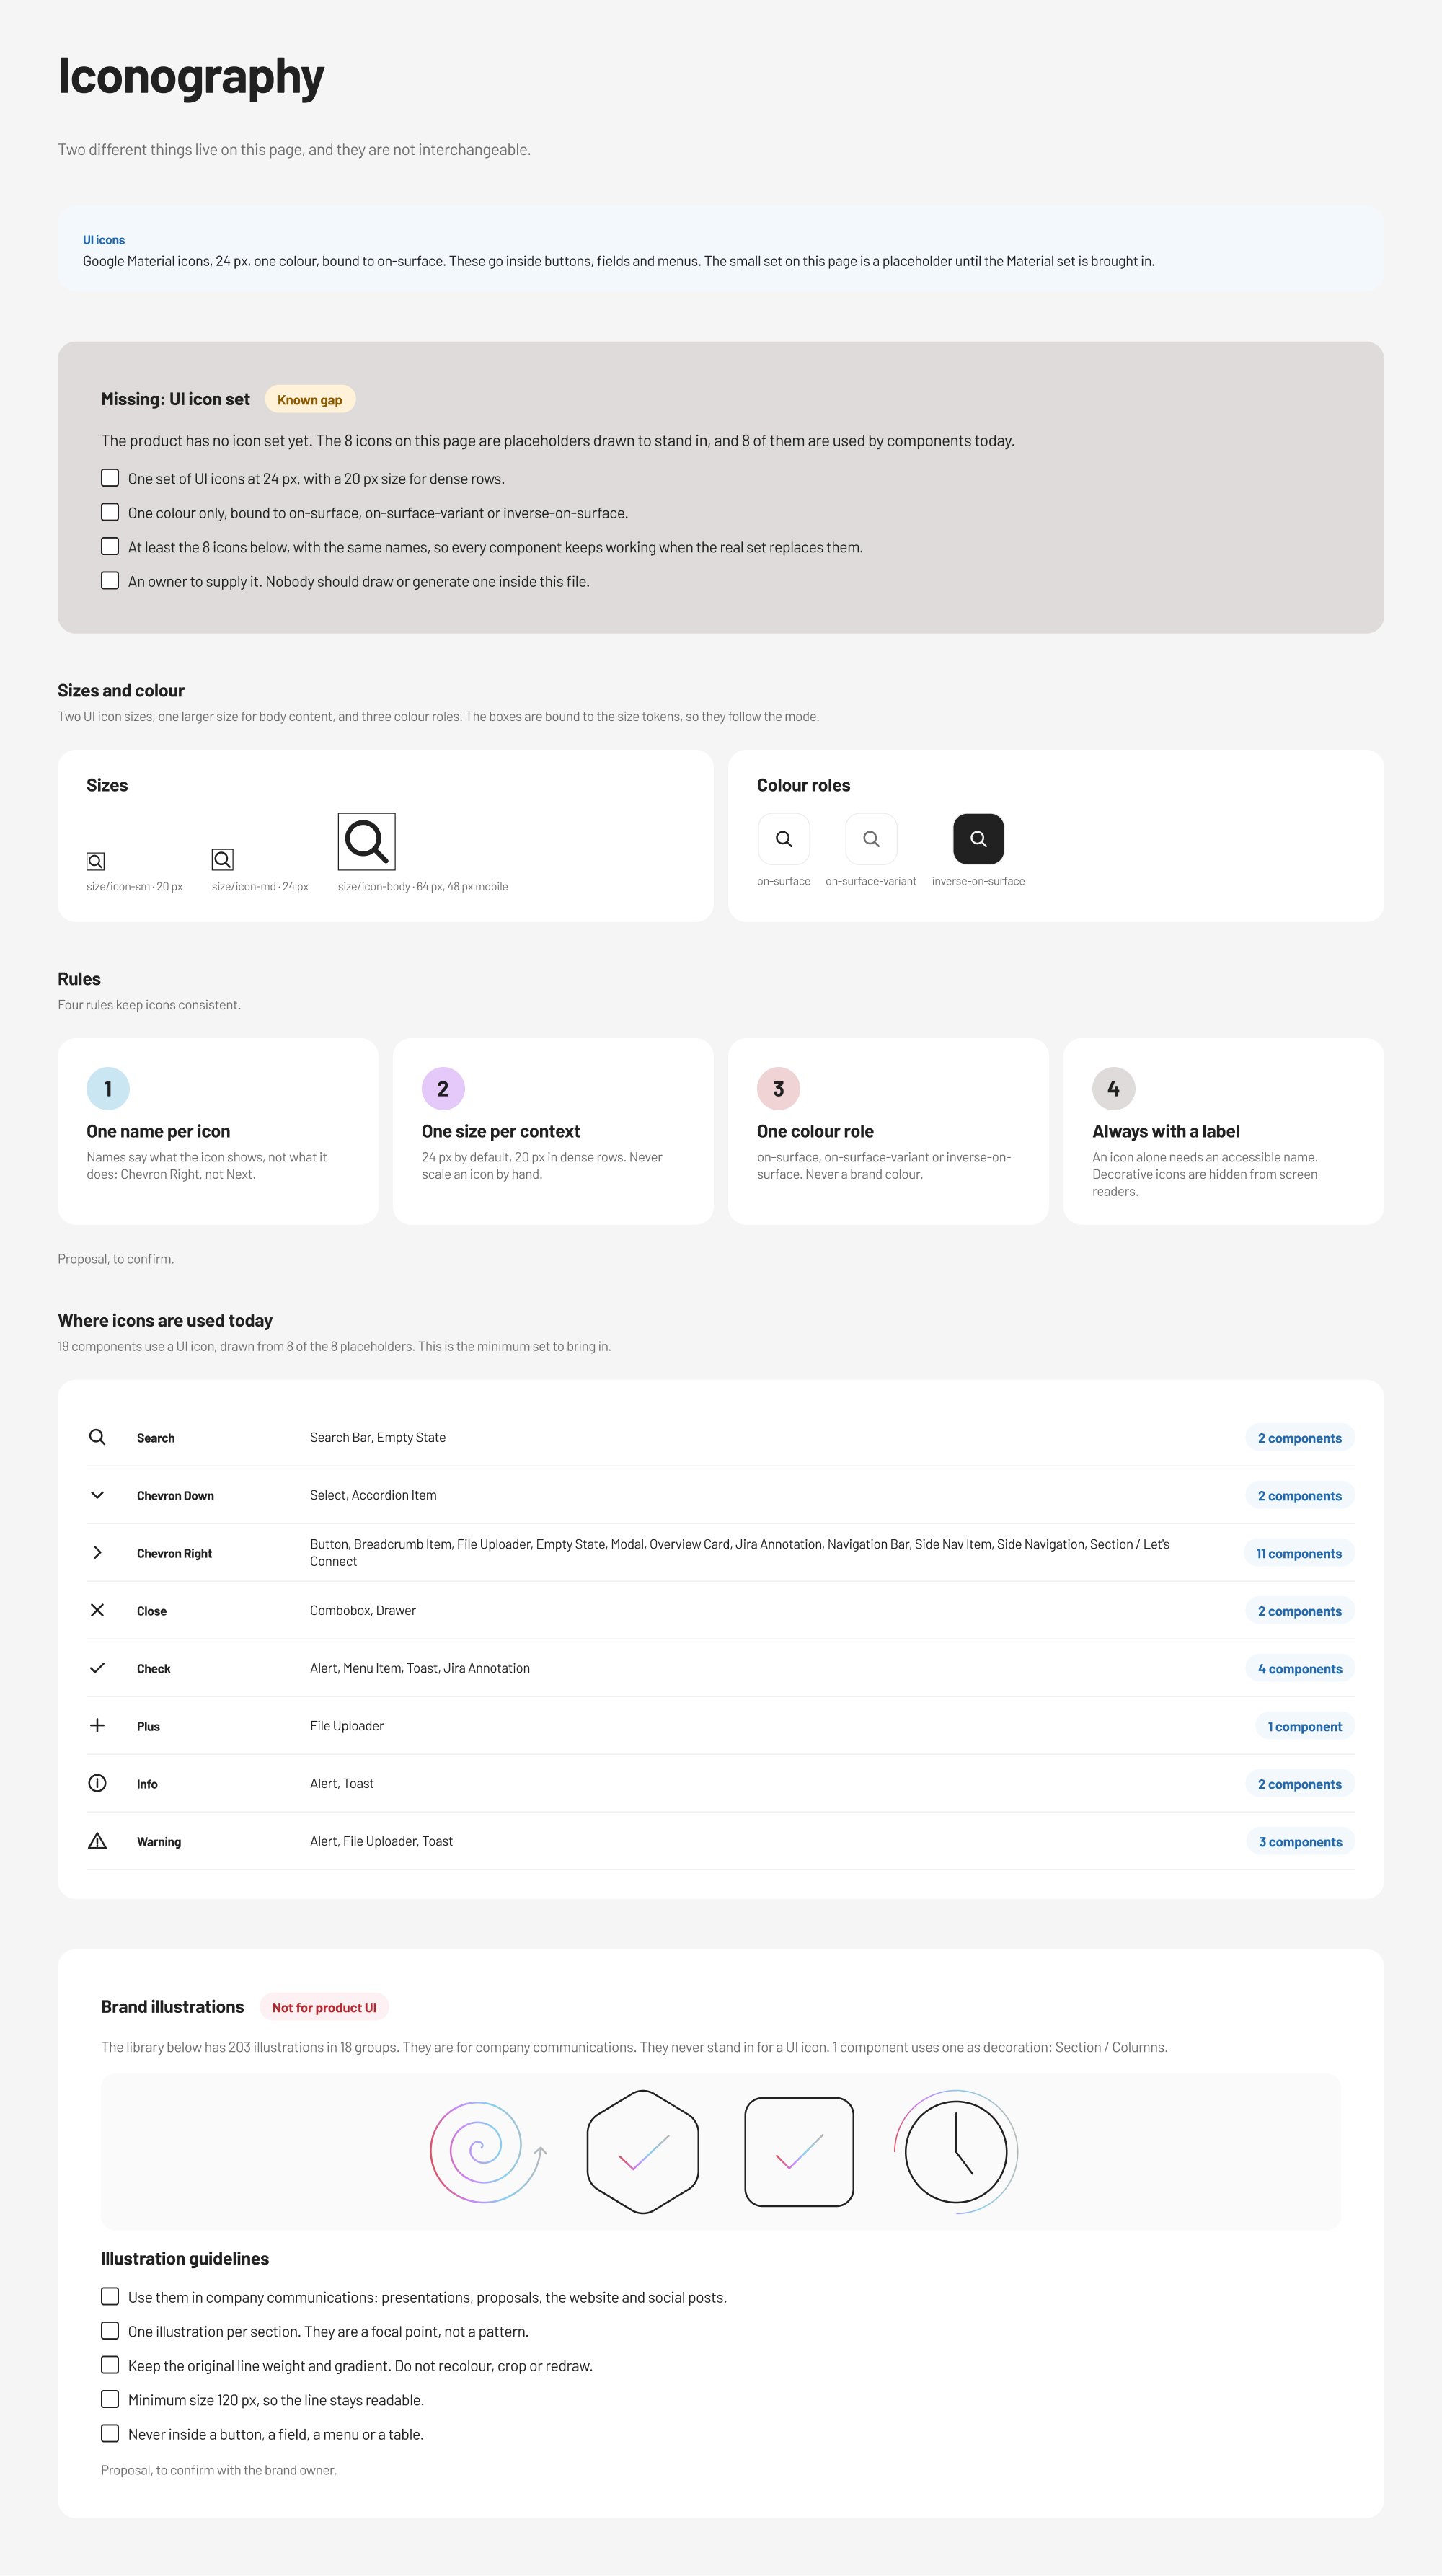 Iconography
Two different things live on this page, and they are not interchangeable.
UI icons
Google Material icons, 24 px, one colour, bound to on-surface. These go inside buttons, fields and menus. The small set on this page is a placeholder until the Material set is brought in.
Missing: UI icon set
Known gap
The product has no icon set yet. The 8 icons on this page are placeholders drawn to stand in, and 8 of them are used by components today.
One set of UI icons at 24 px, with a 20 px size for dense rows.
One colour only, bound to on-surface, on-surface-variant or inverse-on-surface.
At least the 8 icons below, with the same names, so every component keeps working when the real set replaces them.
An owner to supply it. Nobody should draw or generate one inside this file.
Sizes and colour
Two UI icon sizes, one larger size for body content, and three colour roles. The boxes are bound to the size tokens, so they follow the mode.
Sizes
size/icon-sm · 20 px
size/icon-md · 24 px
size/icon-body · 64 px, 48 px mobile
Colour roles
on-surface
on-surface-variant
inverse-on-surface
Rules
Four rules keep icons consistent.
1
One name per icon
Names say what the icon shows, not what it
does: Chevron Right, not Next.
2
One size per context
24 px by default, 20 px in dense rows. Never
scale an icon by hand.
3
One colour role
on-surface, on-surface-variant or inverse-on-
surface. Never a brand colour.
4
Always with a label
An icon alone needs an accessible name.
Decorative icons are hidden from screen
readers.
Proposal, to confirm.
Where icons are used today
19 components use a UI icon, drawn from 8 of the 8 placeholders. This is the minimum set to bring in.
Search
Search Bar, Empty State
2 components
Chevron Down
Select, Accordion Item
2 components
Chevron Right
Button, Breadcrumb Item, File Uploader, Empty State, Modal, Overview Card, Jira Annotation, Navigation Bar, Side Nav Item, Side Navigation, Section / Let's
Connect
11 components
Close
Combobox, Drawer
2 components
Check
Alert, Menu Item, Toast, Jira Annotation
4 components
Plus
File Uploader
1 component
Info
Alert, Toast
2 components
Warning
Alert, File Uploader, Toast
3 components
Brand illustrations
Not for product UI
The library below has 203 illustrations in 18 groups. They are for company communications. They never stand in for a UI icon. 1 component uses one as decoration: Section / Columns.
Illustration guidelines
Use them in company communications: presentations, proposals, the website and social posts.
One illustration per section. They are a focal point, not a pattern.
Keep the original line weight and gradient. Do not recolour, crop or redraw.
Minimum size 120 px, so the line stays readable.
Never inside a button, a field, a menu or a table.
Proposal, to confirm with the brand owner.